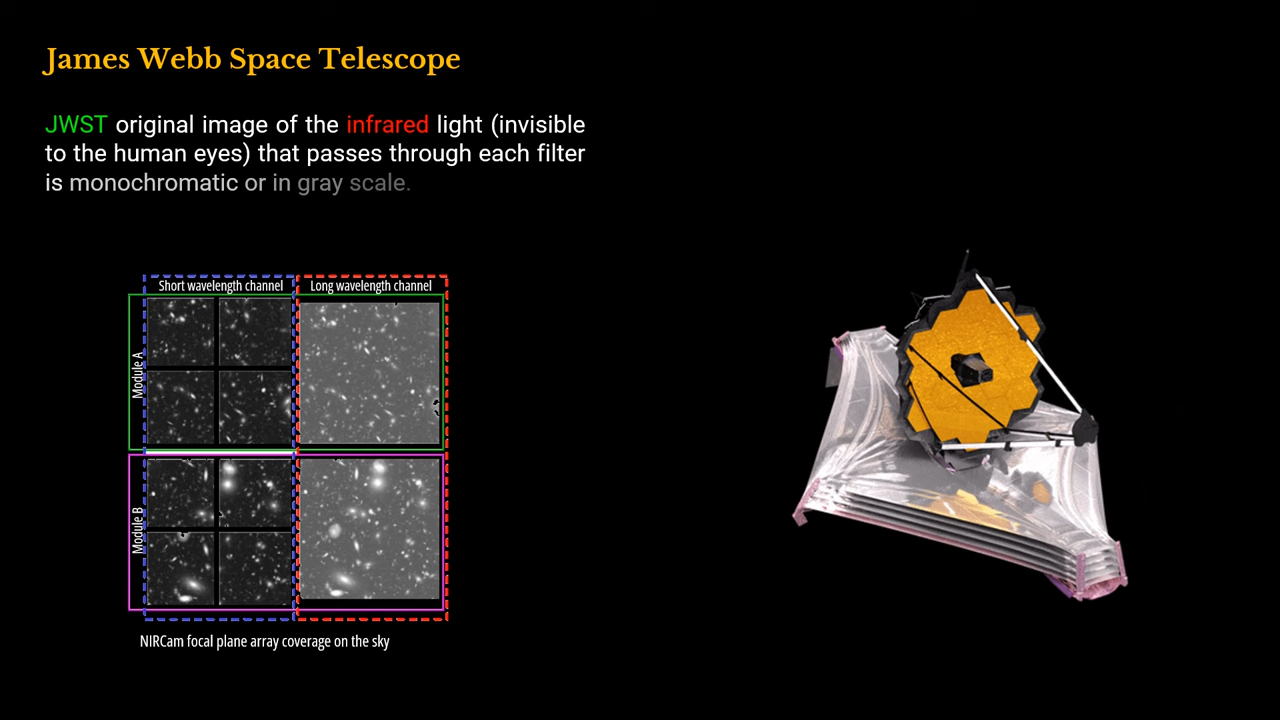 James Webb Space Telescope
JWST original image of the infrared light (invisible
to the human eyes) that passes through each filter
is monochromatic or in gray scale.
Short wavelength channel
Long wavelength channel
Module A
Module B
NIRCam focal plane array coverage on the sky